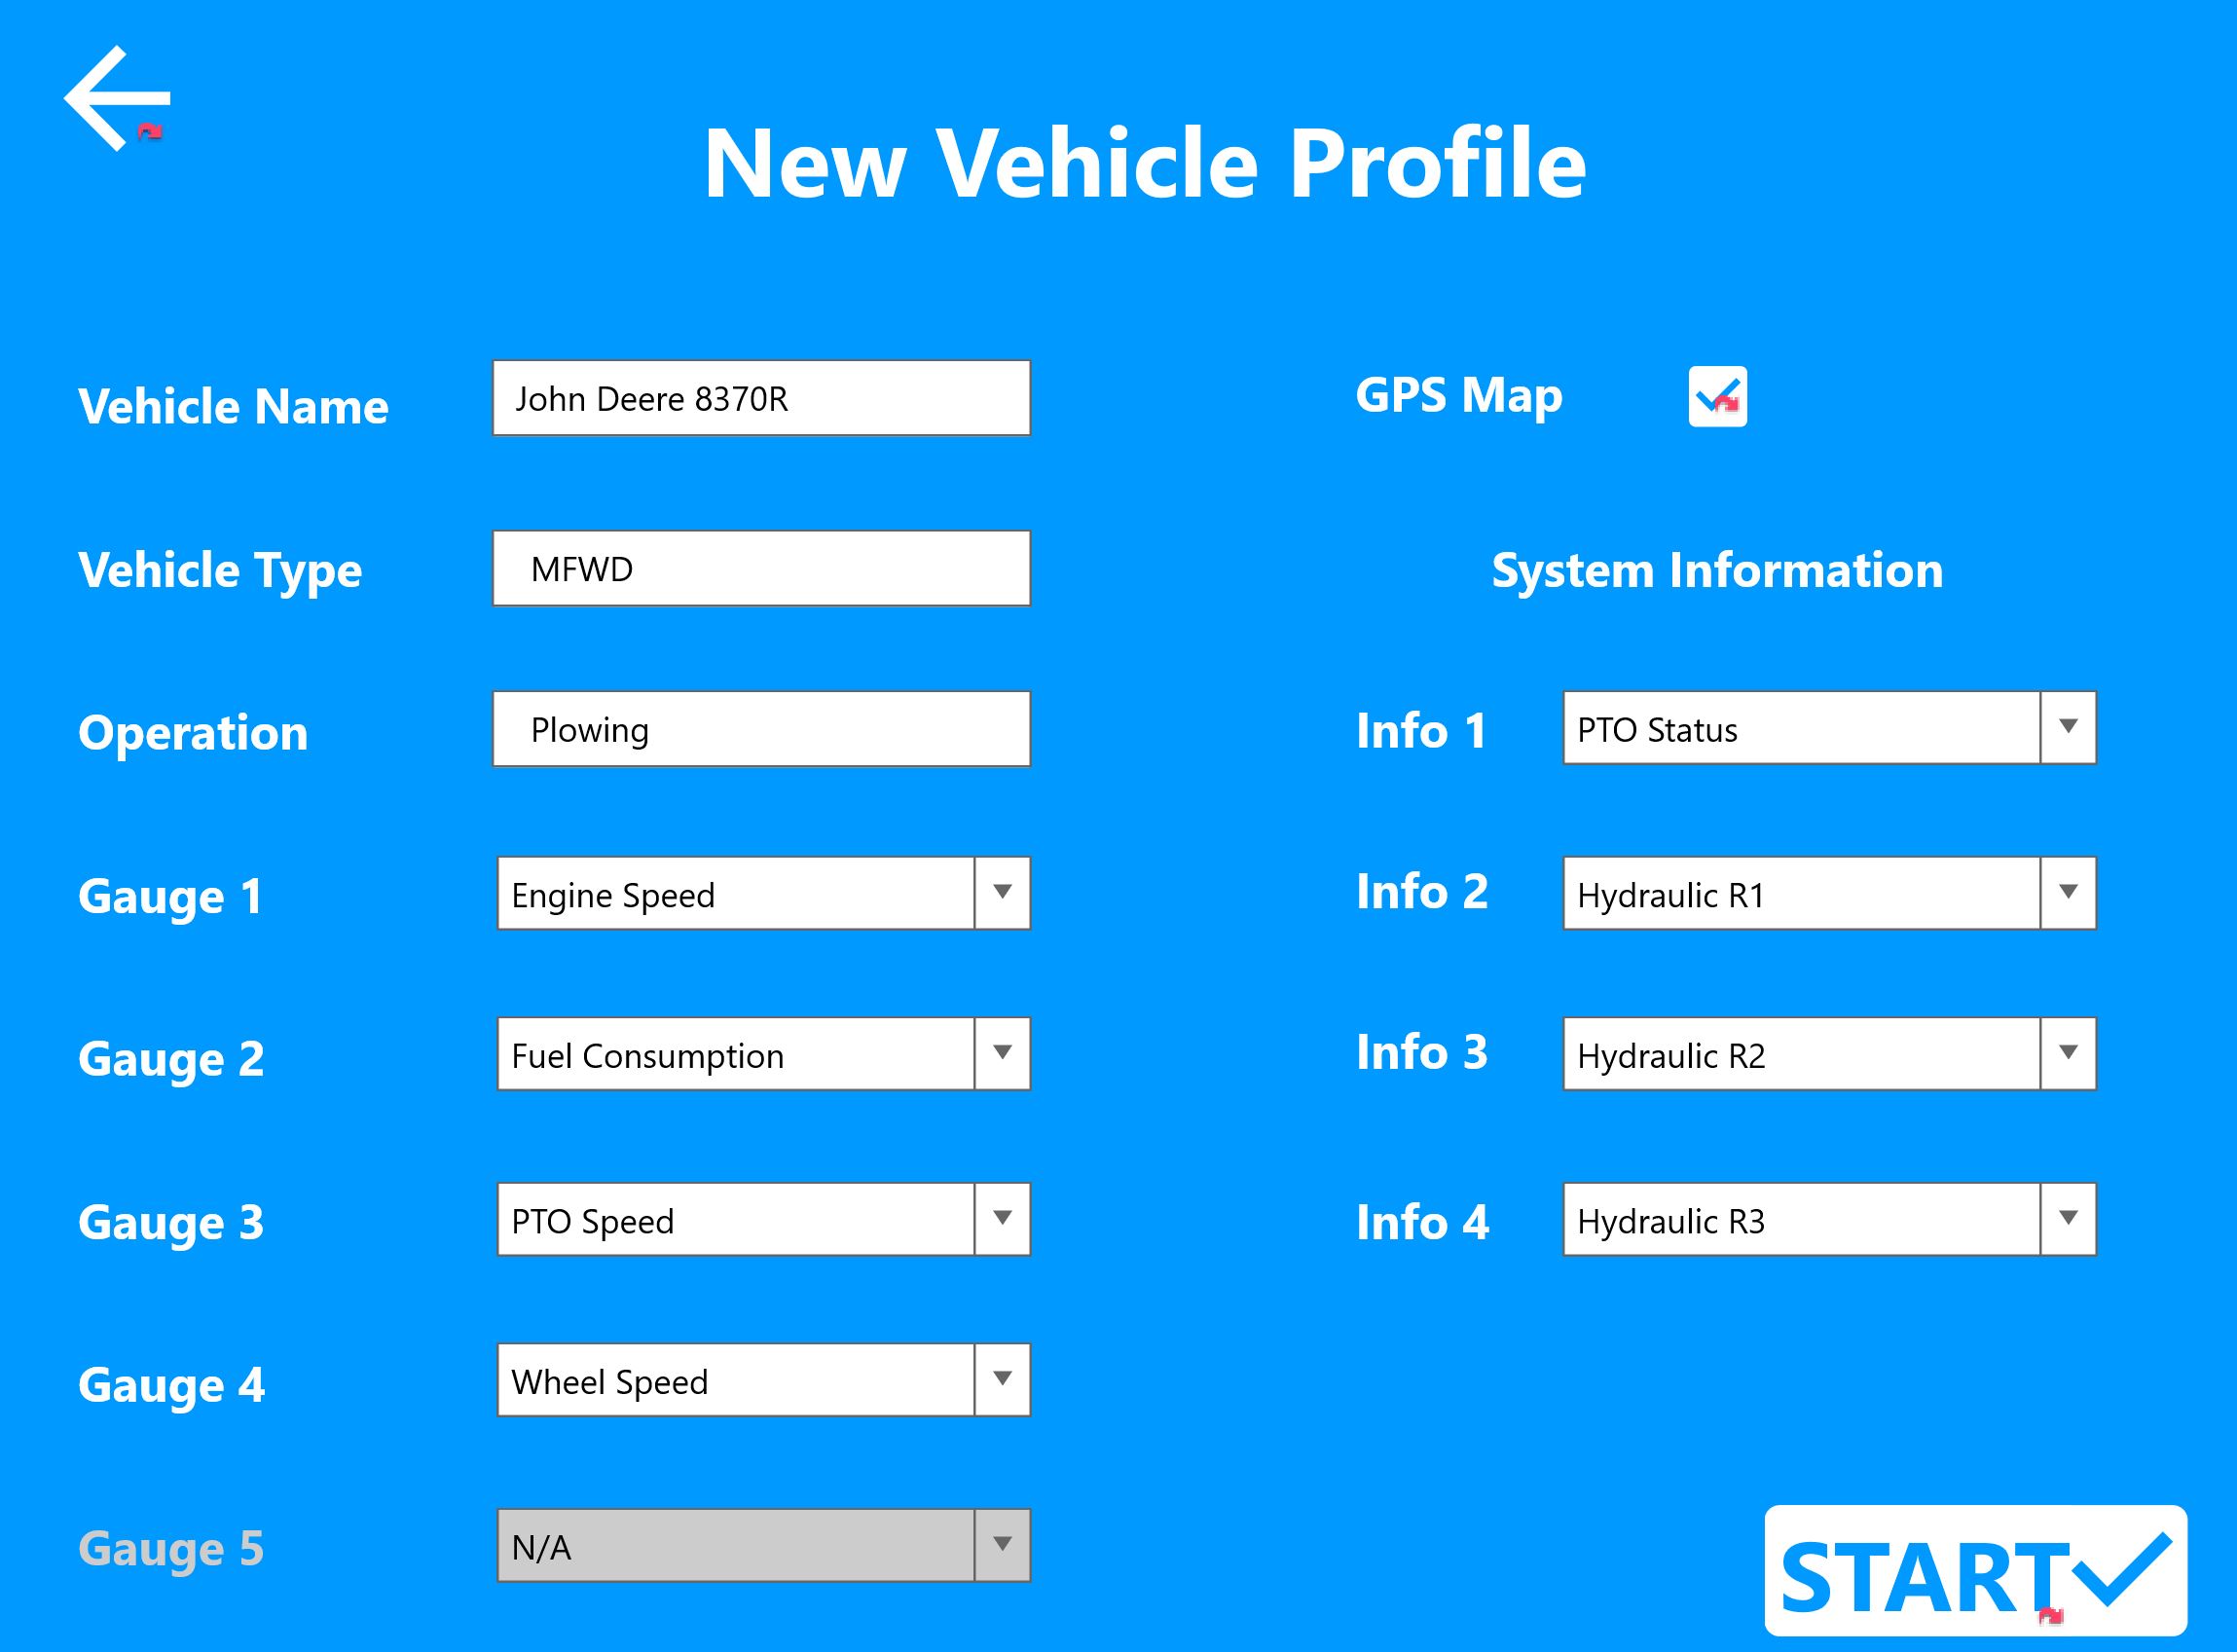 New Vehicle Profile
Vehicle Name
John Deere 8370R
Vehicle Type
MFWD
Operation
Plowing
Gauge 1
Engine Speed
Gauge 2
Fuel Consumption
Gauge 3
PTO Speed
Gauge 4
Wheel Speed
Gauge 5
N/A
GPS Map
System Information
Info 1
PTO Status
Info 2
Hydraulic R1
Info 3
Hydraulic R2
Info 4
Hydraulic R3
START